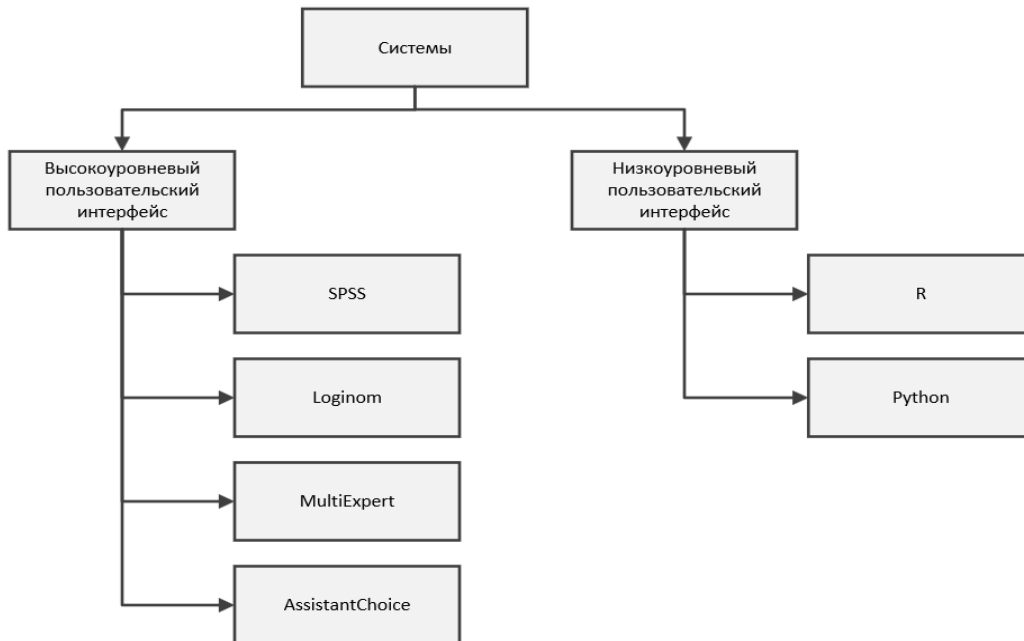 Системы
Высокоуровневый
пользовательский
интерфейс
SPSS
Loginom
MultiExpert
AssistantChoice
Низкоуровневый
пользовательский
интерфейс
R
Python